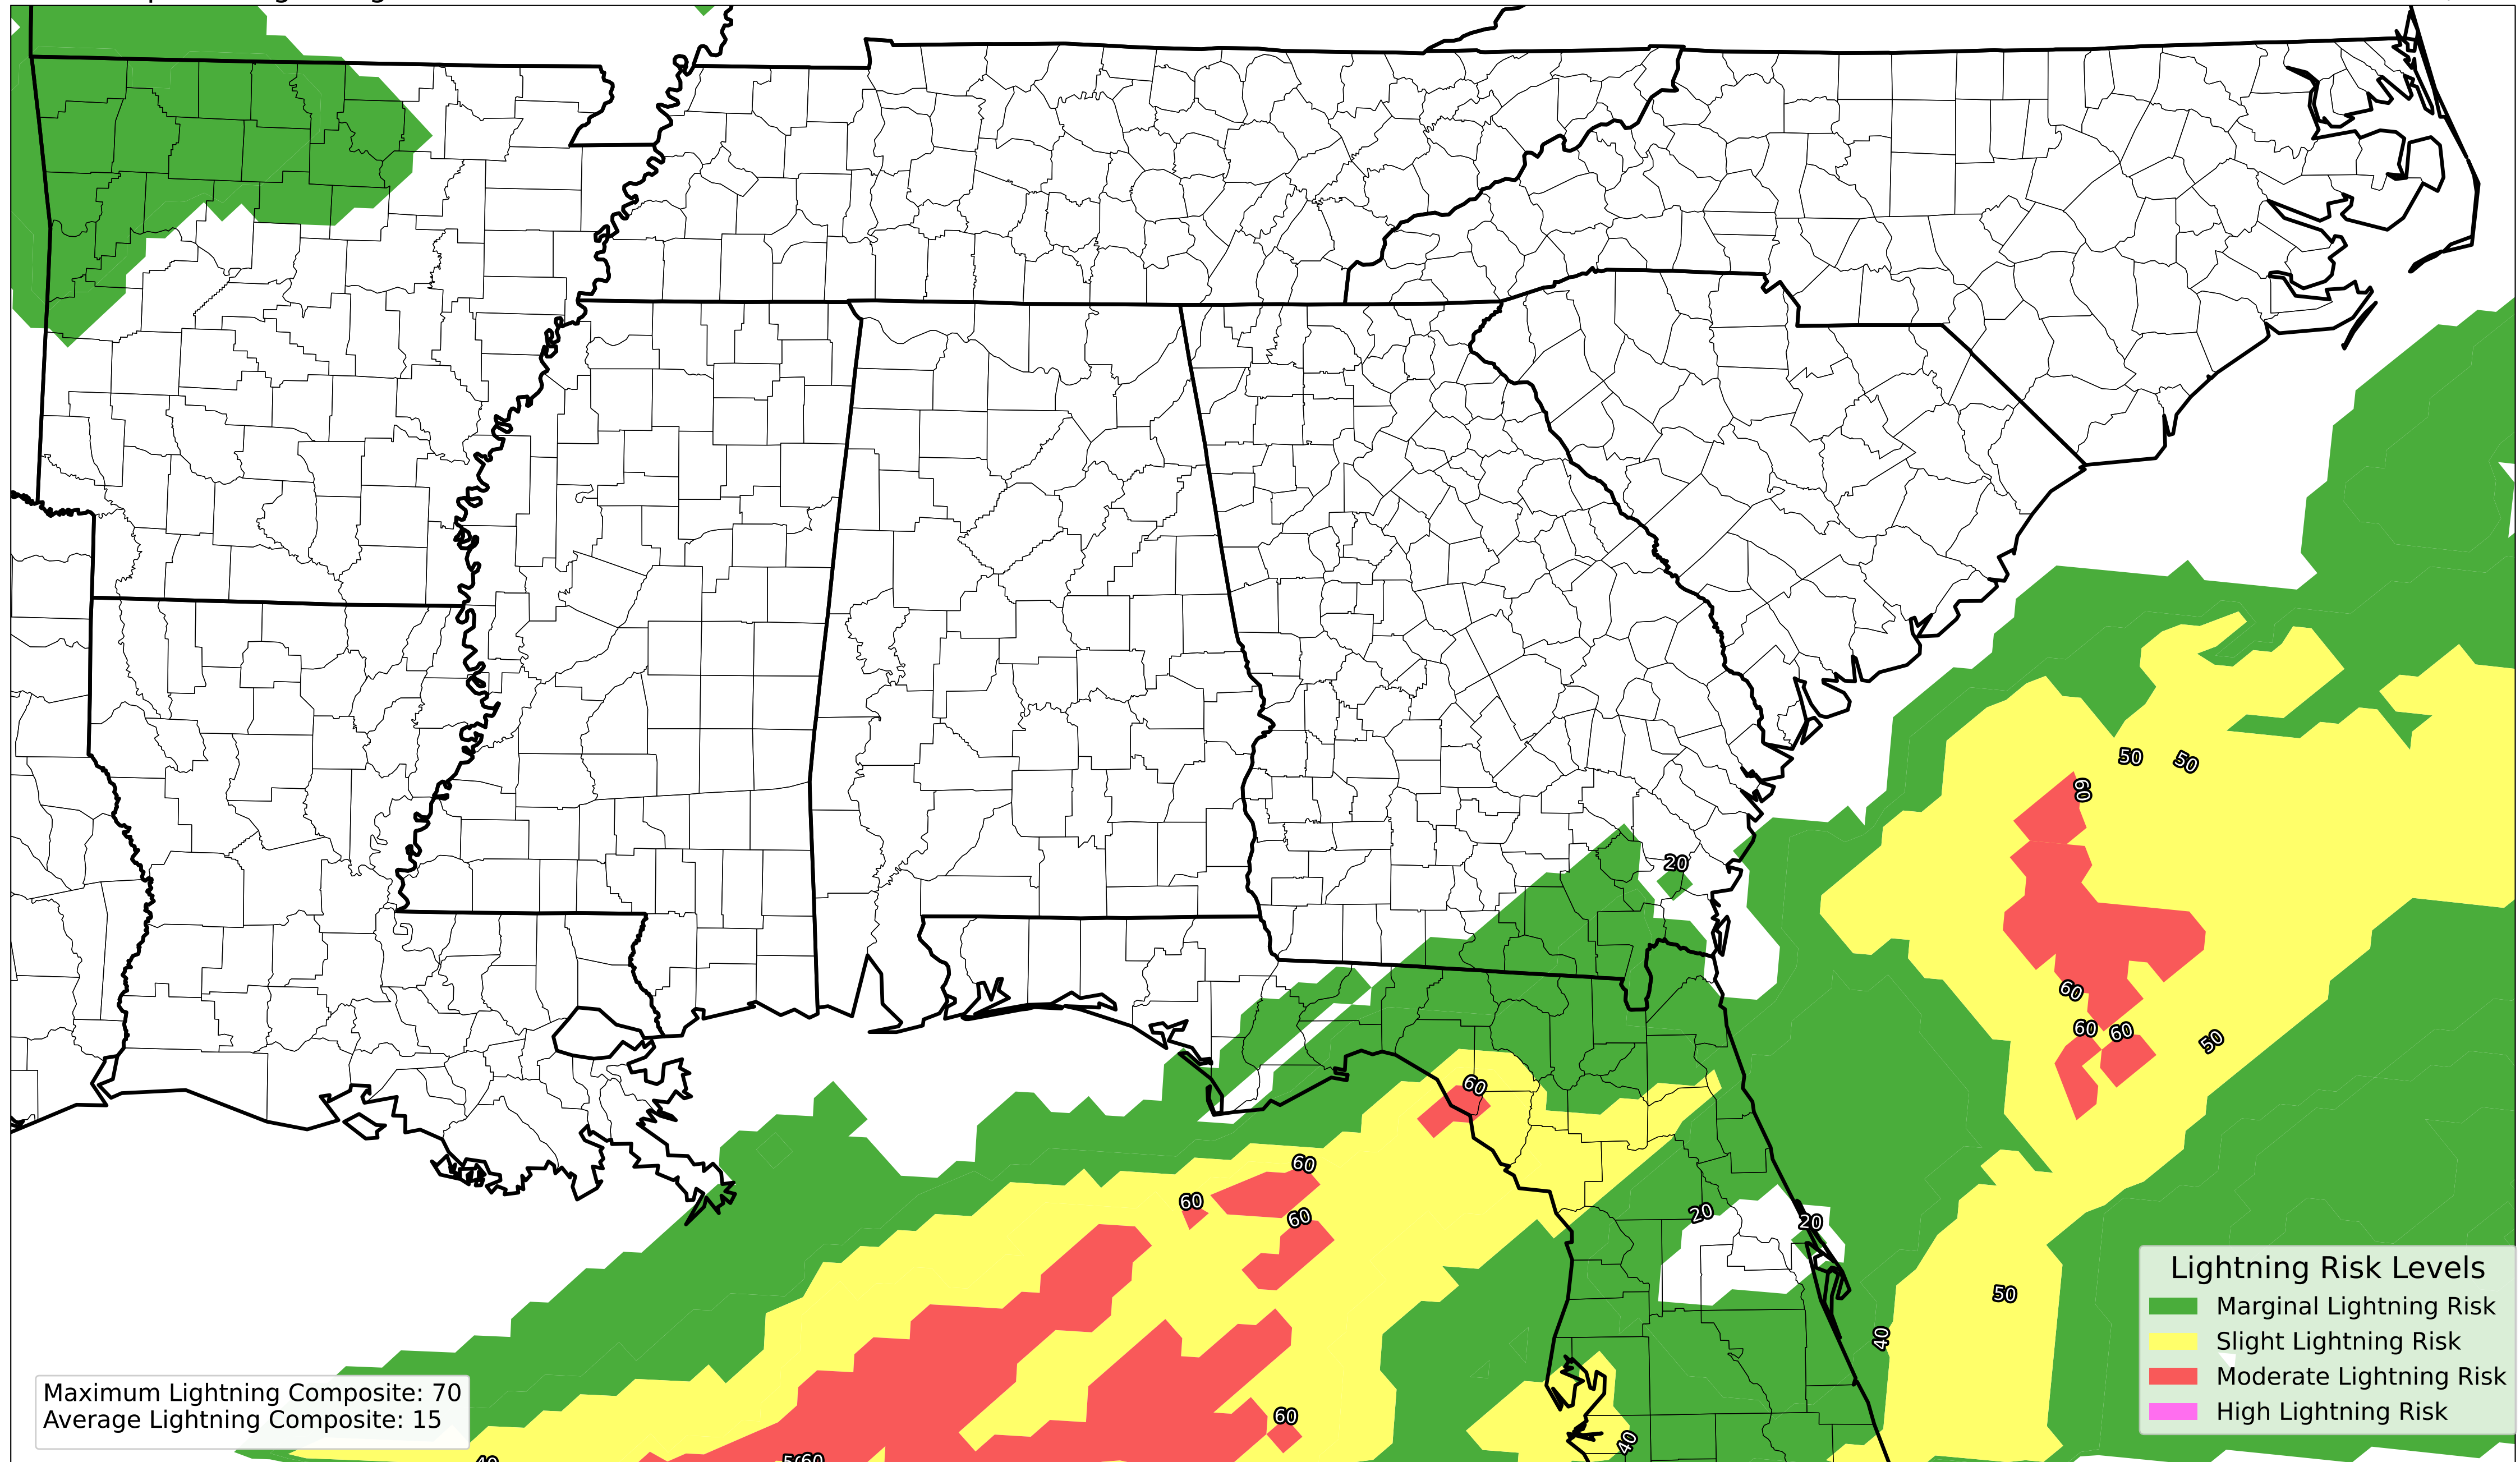 20
50
50
60
60
60
60
50
60
60
60
60
20
20
50
40
60
40
Lightning Risk Levels
Marginal Lightning Risk
Slight Lightning Risk
Moderate Lightning Risk
High Lightning Risk
Maximum Lightning Composite: 70
Average Lightning Composite: 15